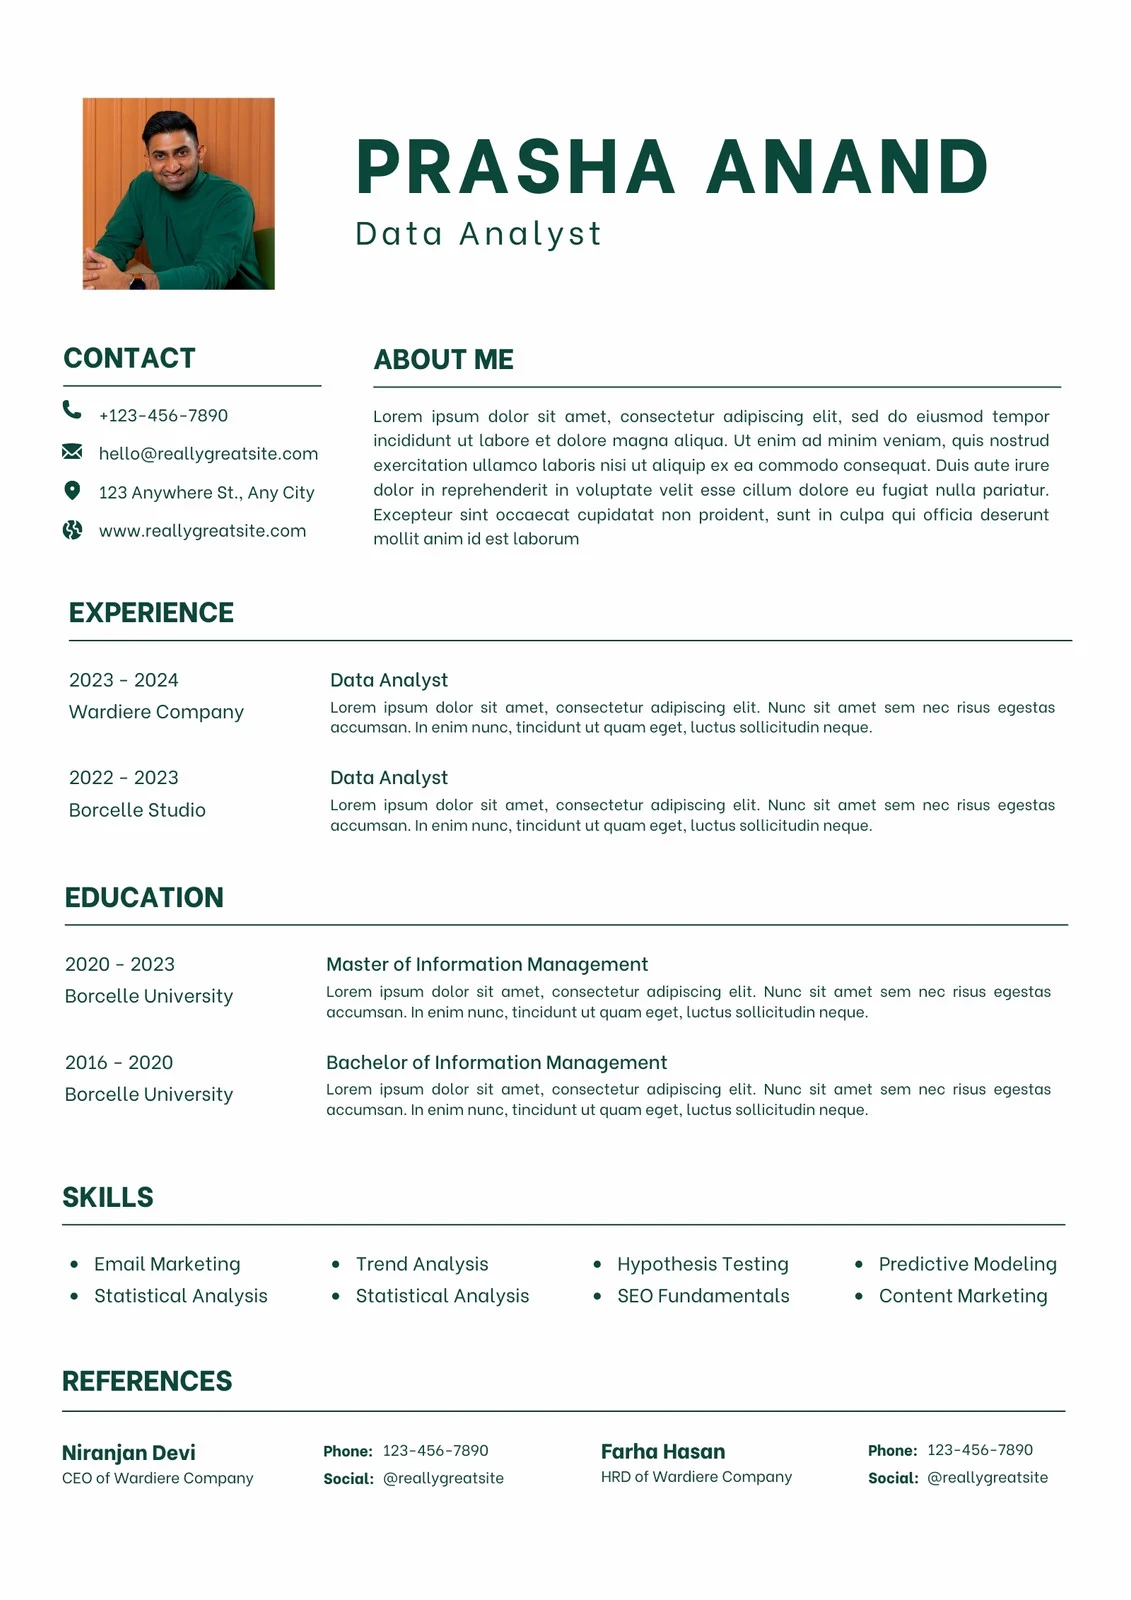 PRASHA ANAND
Data Analyst
CONTACT
+123-456-7890
hello@reallygreatsite.com
123 Anywhere St., Any City
www.reallygreatsite.com
ABOUT ME
Lorem ipsum dolor sit amet, consectetur adipiscing elit, sed do eiusmod tempor
incididunt ut labore et dolore magna aliqua. Ut enim ad minim veniam, quis nostrud
exercitation ullamco laboris nisi ut aliquip ex ea commodo consequat. Duis aute irure
dolor in reprehenderit in voluptate velit esse cillum dolore eu fugiat nulla pariatur.
Excepteur sint occaecat cupidatat non proident, sunt in culpa qui officia deserunt
mollit anim id est laborum
EXPERIENCE
2023 - 2024
Wardiere Company
Data Analyst
Lorem ipsum dolor sit amet, consectetur adipiscing elit. Nunc sit amet sem nec risus egestas
accumsan. In enim nunc, tincidunt ut quam eget, luctus sollicitudin neque.
2022 - 2023
Borcelle Studio
Data Analyst
Lorem ipsum dolor sit amet, consectetur adipiscing elit. Nunc sit amet sem nec risus egestas
accumsan. In enim nunc, tincidunt ut quam eget, luctus sollicitudin neque.
EDUCATION
2020 - 2023
Borcelle University
Master of Information Management
Lorem ipsum dolor sit amet, consectetur adipiscing elit. Nunc sit amet sem nec risus egestas
accumsan. In enim nunc, tincidunt ut quam eget, luctus sollicitudin neque.
2016 - 2020
Borcelle University
Bachelor of Information Management
Lorem ipsum dolor sit amet, consectetur adipiscing elit. Nunc sit amet sem nec risus egestas
accumsan. In enim nunc, tincidunt ut quam eget, luctus sollicitudin neque.
SKILLS
• Email Marketing
• Statistical Analysis
• Trend Analysis
• Statistical Analysis
• Hypothesis Testing
• SEO Fundamentals
• Predictive Modeling
• Content Marketing
REFERENCES
Niranjan Devi
CEO of Wardiere Company
Phone: 123-456-7890
Social: @reallygreatsite
Farha Hasan
HRD of Wardiere Company
Phone: 123-456-7890
Social: @reallygreatsite